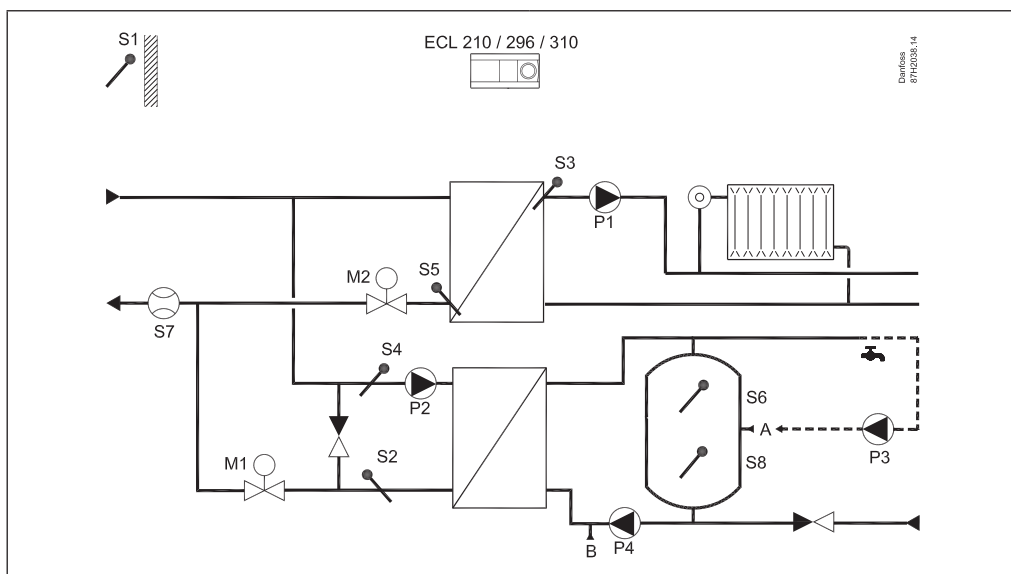 S1
ECL 210 / 296 / 310
Danfoss
87H2038.14
S3
P1
M2
S5
S7
S4
P2
S6
A
P3
S8
M1
S2
B
P4